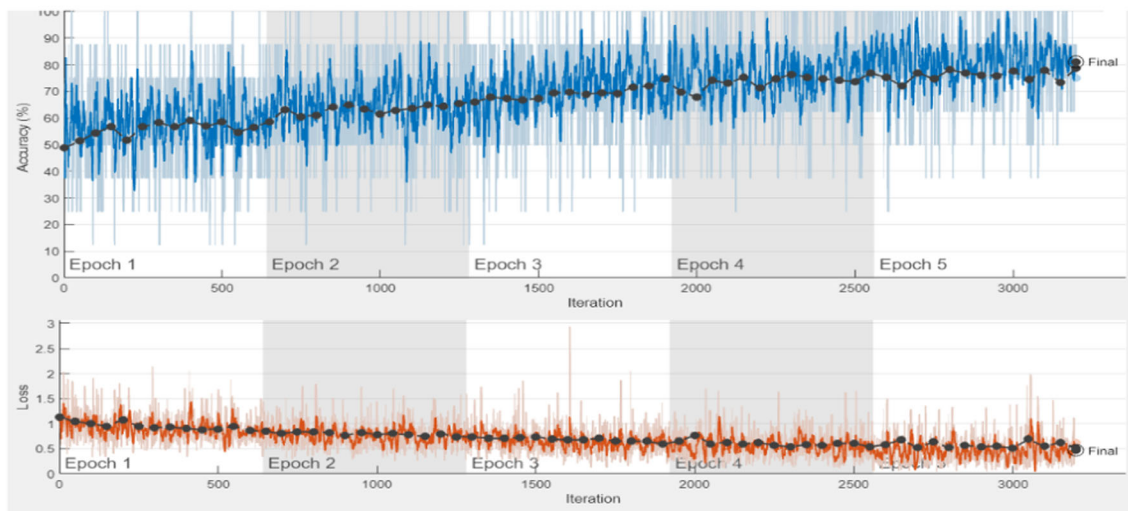 100
90
80
70
60
50
40
30
20
10
0
Accuracy (%)
Final
Epoch 1 Epoch 2 Epoch 3 Epoch 4 Epoch 5
0 500 1000 1500 2000 2500 3000
Iteration
3
2.5
2
1.5
1
0.5
0
Loss
Final
Epoch 1 Epoch 2 Epoch 3 Epoch 4 Epoch 5
0 500 1000 1500 2000 2500 3000
Iteration